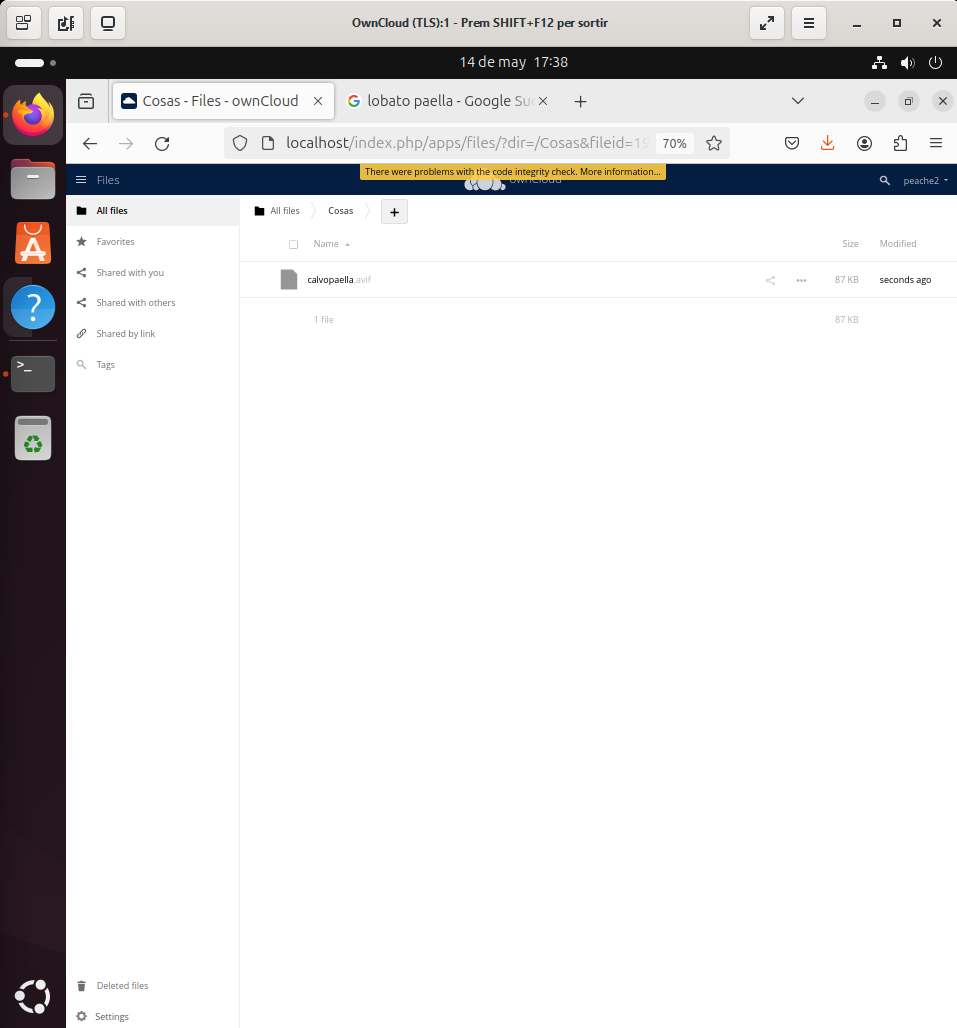 OwnCloud (TLS):1 - Prem SHIFT+F12 per sortir
14 de may 17:38
Cosas - Files - ownCloud
lobato paella - Google Su
localhost/index.php/apps/files/?dir=/Cosas&fileid=19
70%
There were problems with the code integrity check. More information...
Files
ownCloud
peache2
All files
Favorites
Shared with you
Shared with others
Shared by link
Tags
All files
Cosas
+
Name
Size
Modified
calvopaella.avif
87 KB
seconds ago
1 file
87 KB
Deleted files
Settings